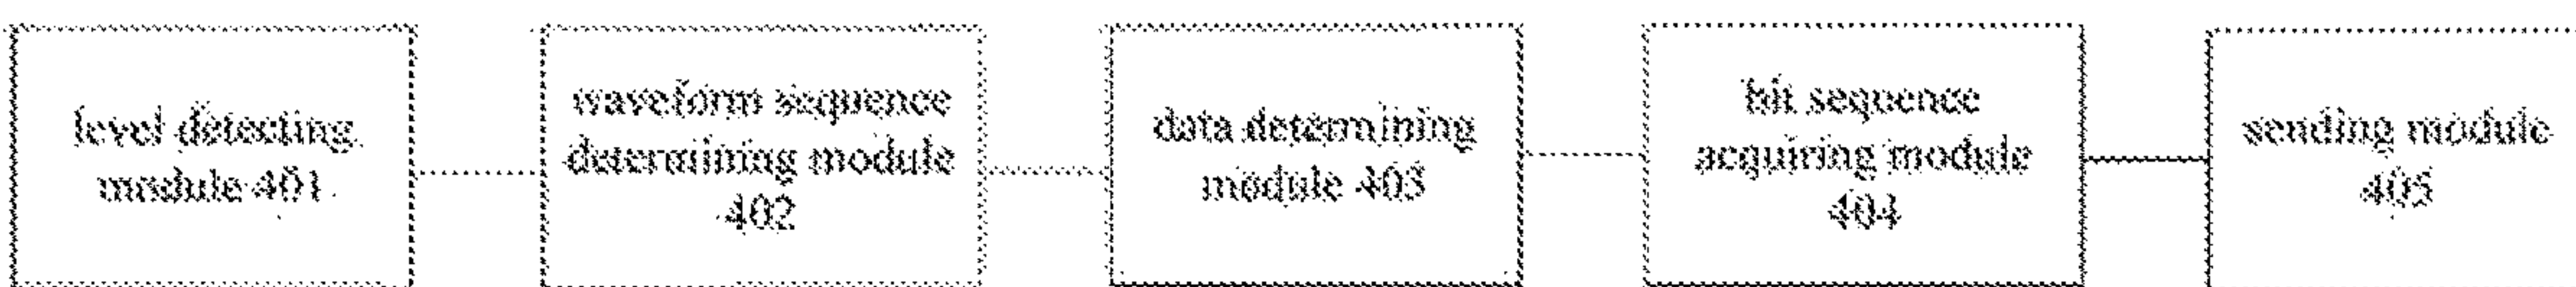 level detecting
module 401
waveform sequence
determining module
402
data determining
module 403
bit sequence
acquiring module
404
sending module
405